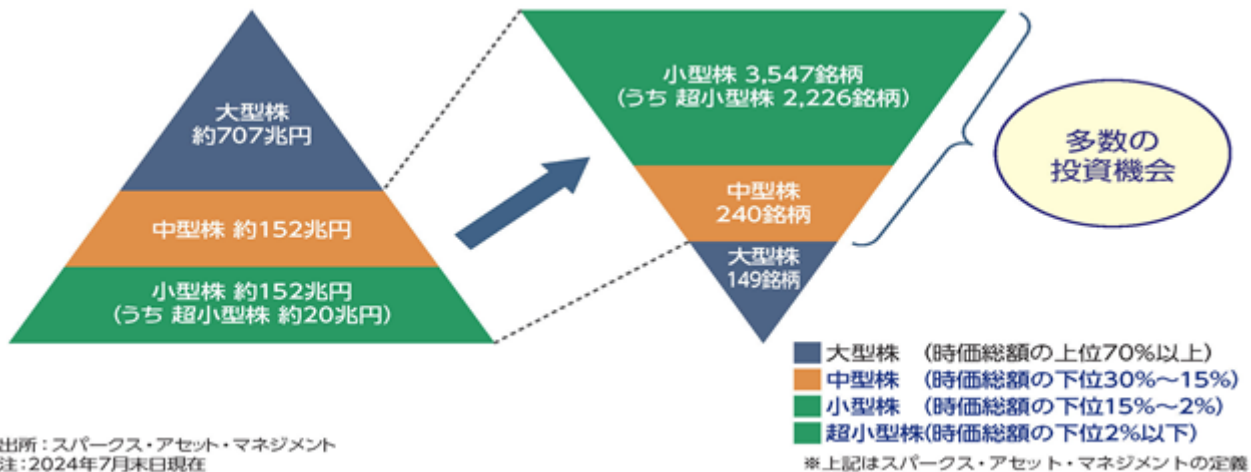 大型株
約707兆円
中型株 約152兆円
小型株 約152兆円
(うち 超小型株 約20兆円)
小型株 3,547銘柄
(うち 超小型株 2,226銘柄)
中型株
240銘柄
大型株
149銘柄
多数の
投資機会
大型株 (時価総額の上位70%以上)
中型株 (時価総額の下位30%～15%)
小型株 (時価総額の下位15%～2%)
超小型株(時価総額の下位2%以下)
出所：スパークス・アセット・マネジメント
注：2024年7月末日現在
※上記はスパークス・アセット・マネジメントの定義